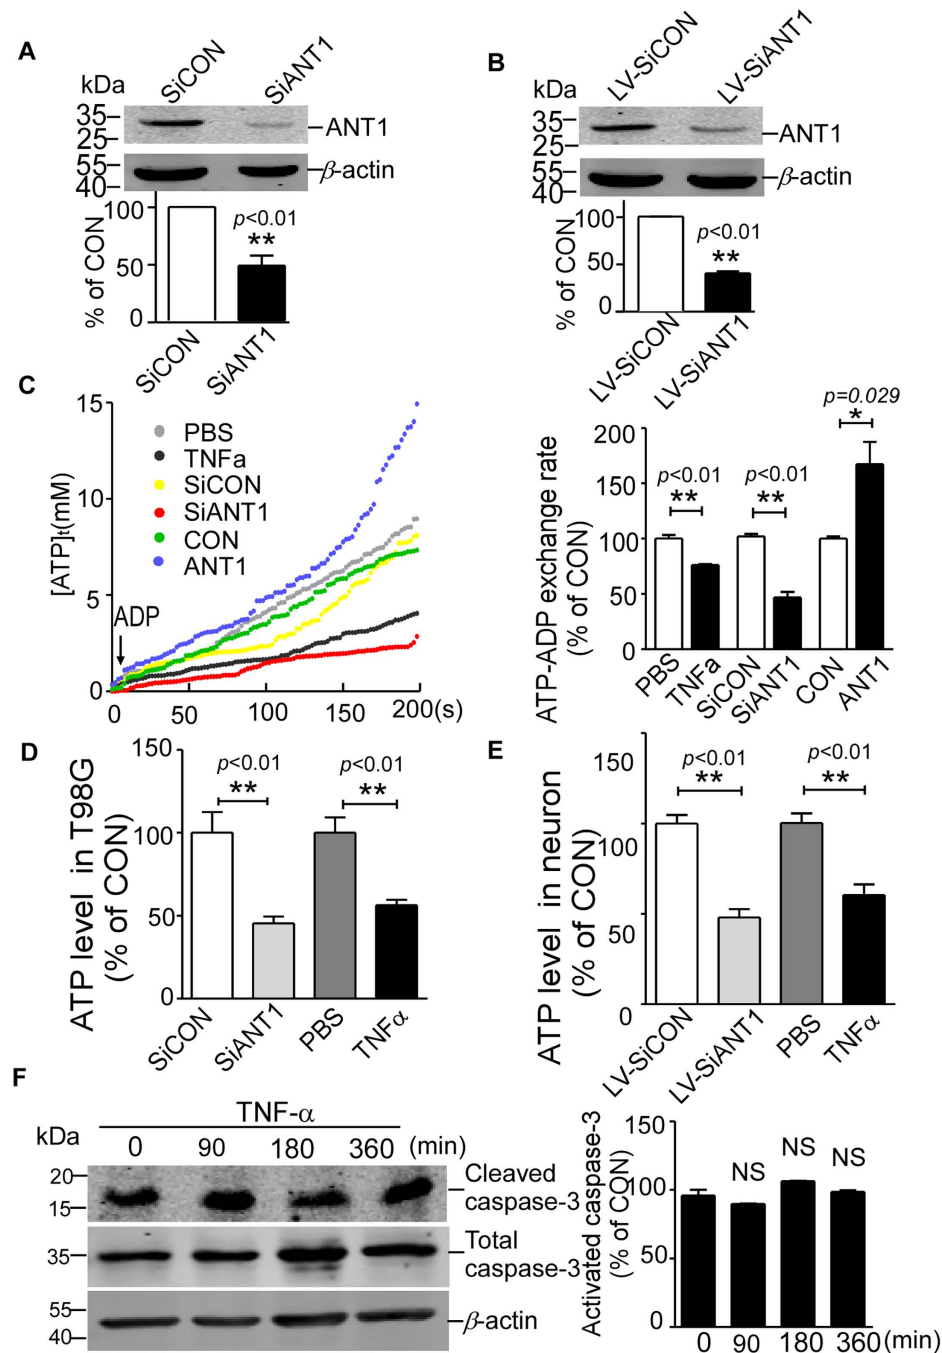 A
SiCON
SiANT1
kDa
35
25
ANT1
55
40
β-actin
% of CON
100
50
0
p<0.01
**
SiCON
SiANT1
B
LV-SiCON
LV-SiANT1
kDa
35
25
ANT1
55
40
β-actin
% of CON
100
50
0
p<0.01
**
LV-SiCON
LV-SiANT1
C
[ATP]t(mM)
15
10
5
0
PBS
TNFa
SiCON
SiANT1
CON
ANT1
ADP
0
50
100
150
200(s)
ATP-ADP exchange rate
(% of CON)
200
150
100
50
0
p<0.01
**
p<0.01
**
p=0.029
*
PBS
TNFa
SiCON
SiANT1
CON
ANT1
D
ATP level in T98G
(% of CON)
150
100
50
0
p<0.01
**
p<0.01
**
SiCON
SiANT1
PBS
TNFα
E
ATP level in neuron
(% of CON)
150
100
50
0
p<0.01
**
p<0.01
**
LV-SiCON
LV-SiANT1
PBS
TNFα
F
TNF-α
kDa
0 90 180 360 (min)
20
15
Cleaved
caspase-3
35
Total
caspase-3
55
40
β-actin
Activated caspase-3
(% of CON)
150
100
50
0
NS
NS
NS
0 90 180 360 (min)